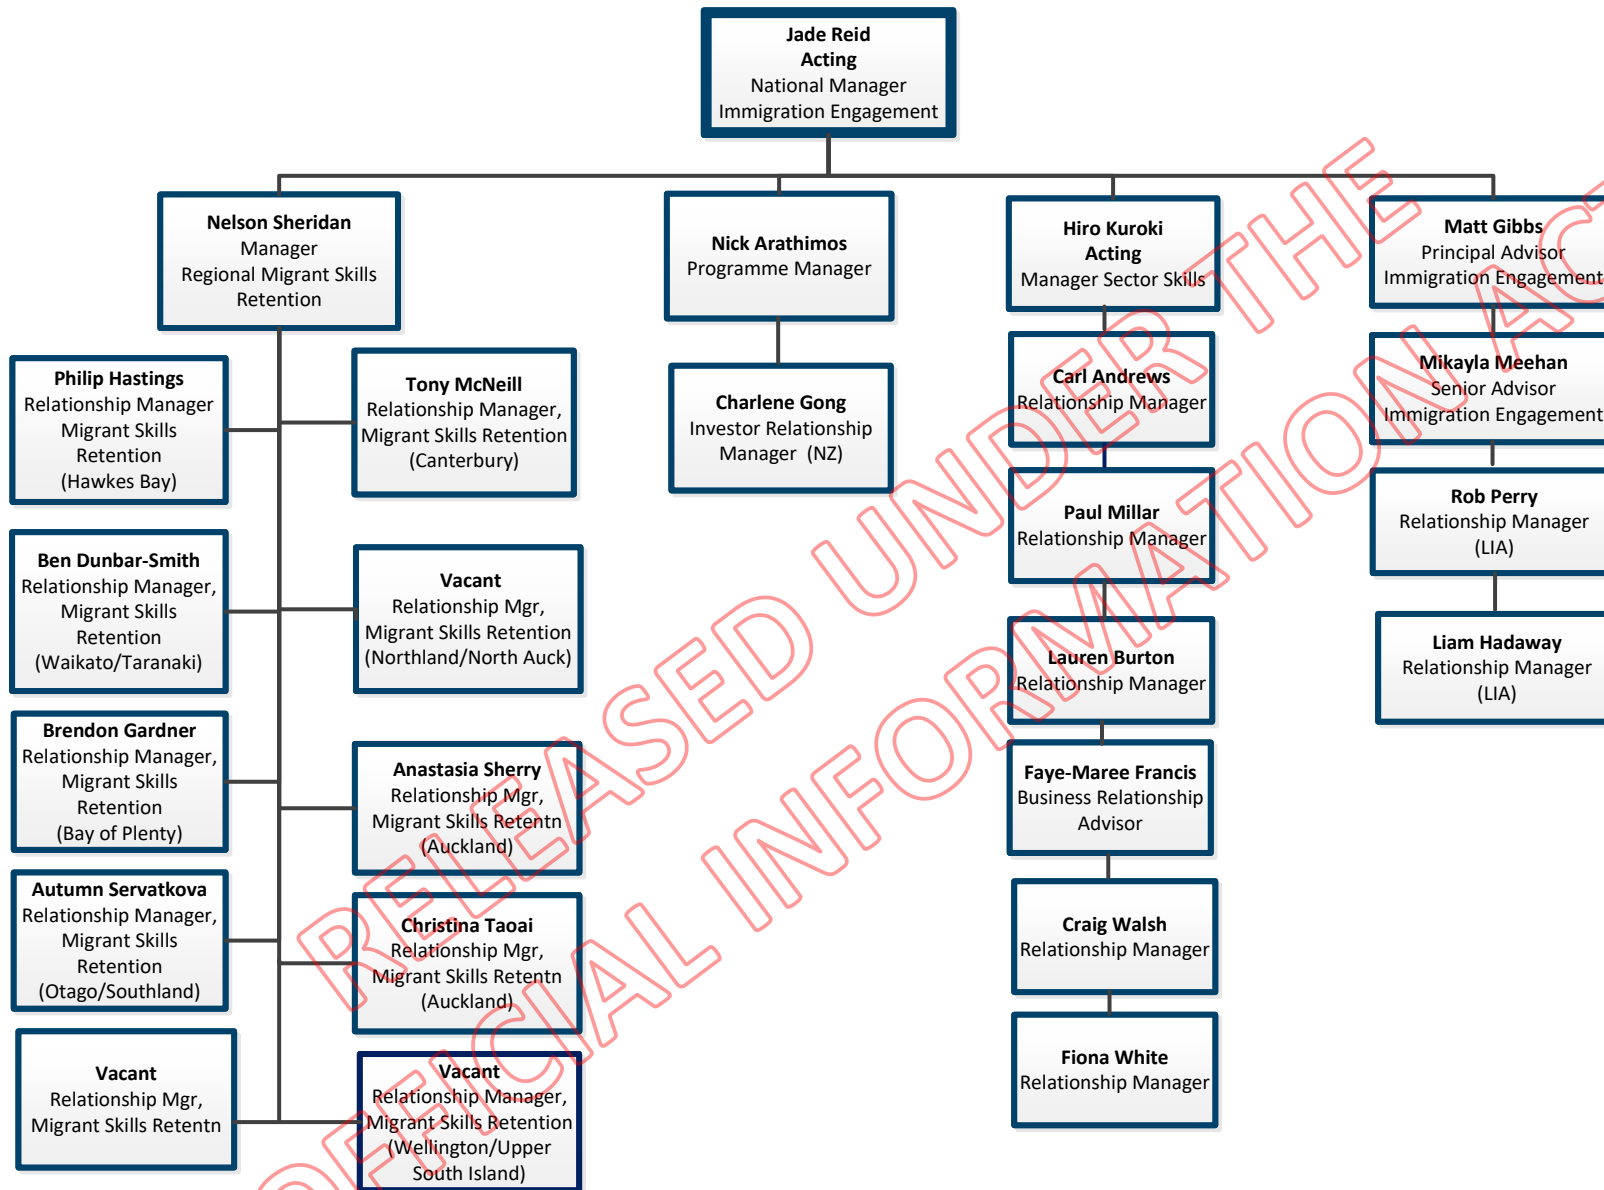 Jade Reid
Acting
National Manager
Immigration Engagement
Nelson Sheridan
Manager
Regional Migrant Skills
Retention
Nick Arathimos
Programme Manager
Hiro Kuroki
Acting
Manager Sector Skills
Matt Gibbs
Principal Advisor
Immigration Engagement
Philip Hastings
Relationship Manager
Migrant Skills
Retention
(Hawkes Bay)
Tony McNeill
Relationship Manager,
Migrant Skills Retention
(Canterbury)
Charlene Gong
Investor Relationship
Manager (NZ)
Carl Andrews
Relationship Manager
Mikayla Meehan
Senior Advisor
Immigration Engagement
Ben Dunbar-Smith
Relationship Manager,
Migrant Skills
Retention
(Waikato/Taranaki)
Vacant
Relationship Mgr,
Migrant Skills Retention
(Northland/North Auck)
Paul Millar
Relationship Manager
Rob Perry
Relationship Manager
(LIA)
Lauren Burton
Relationship Manager
Liam Hadaway
Relationship Manager
(LIA)
Brendon Gardner
Relationship Manager,
Migrant Skills
Retention
(Bay of Plenty)
Anastasia Sherry
Relationship Mgr,
Migrant Skills Retentn
(Auckland)
Faye-Maree Francis
Business Relationship
Advisor
Autumn Servatkova
Relationship Manager,
Migrant Skills
Retention
(Otago/Southland)
Christina Taoai
Relationship Mgr,
Migrant Skills Retentn
(Auckland)
Craig Walsh
Relationship Manager
Vacant
Relationship Mgr,
Migrant Skills Retentn
Vacant
Relationship Manager,
Migrant Skills Retention
(Wellington/Upper
South Island)
Fiona White
Relationship Manager
RELEASED UNDER THE
OFFICIAL INFORMATION ACT